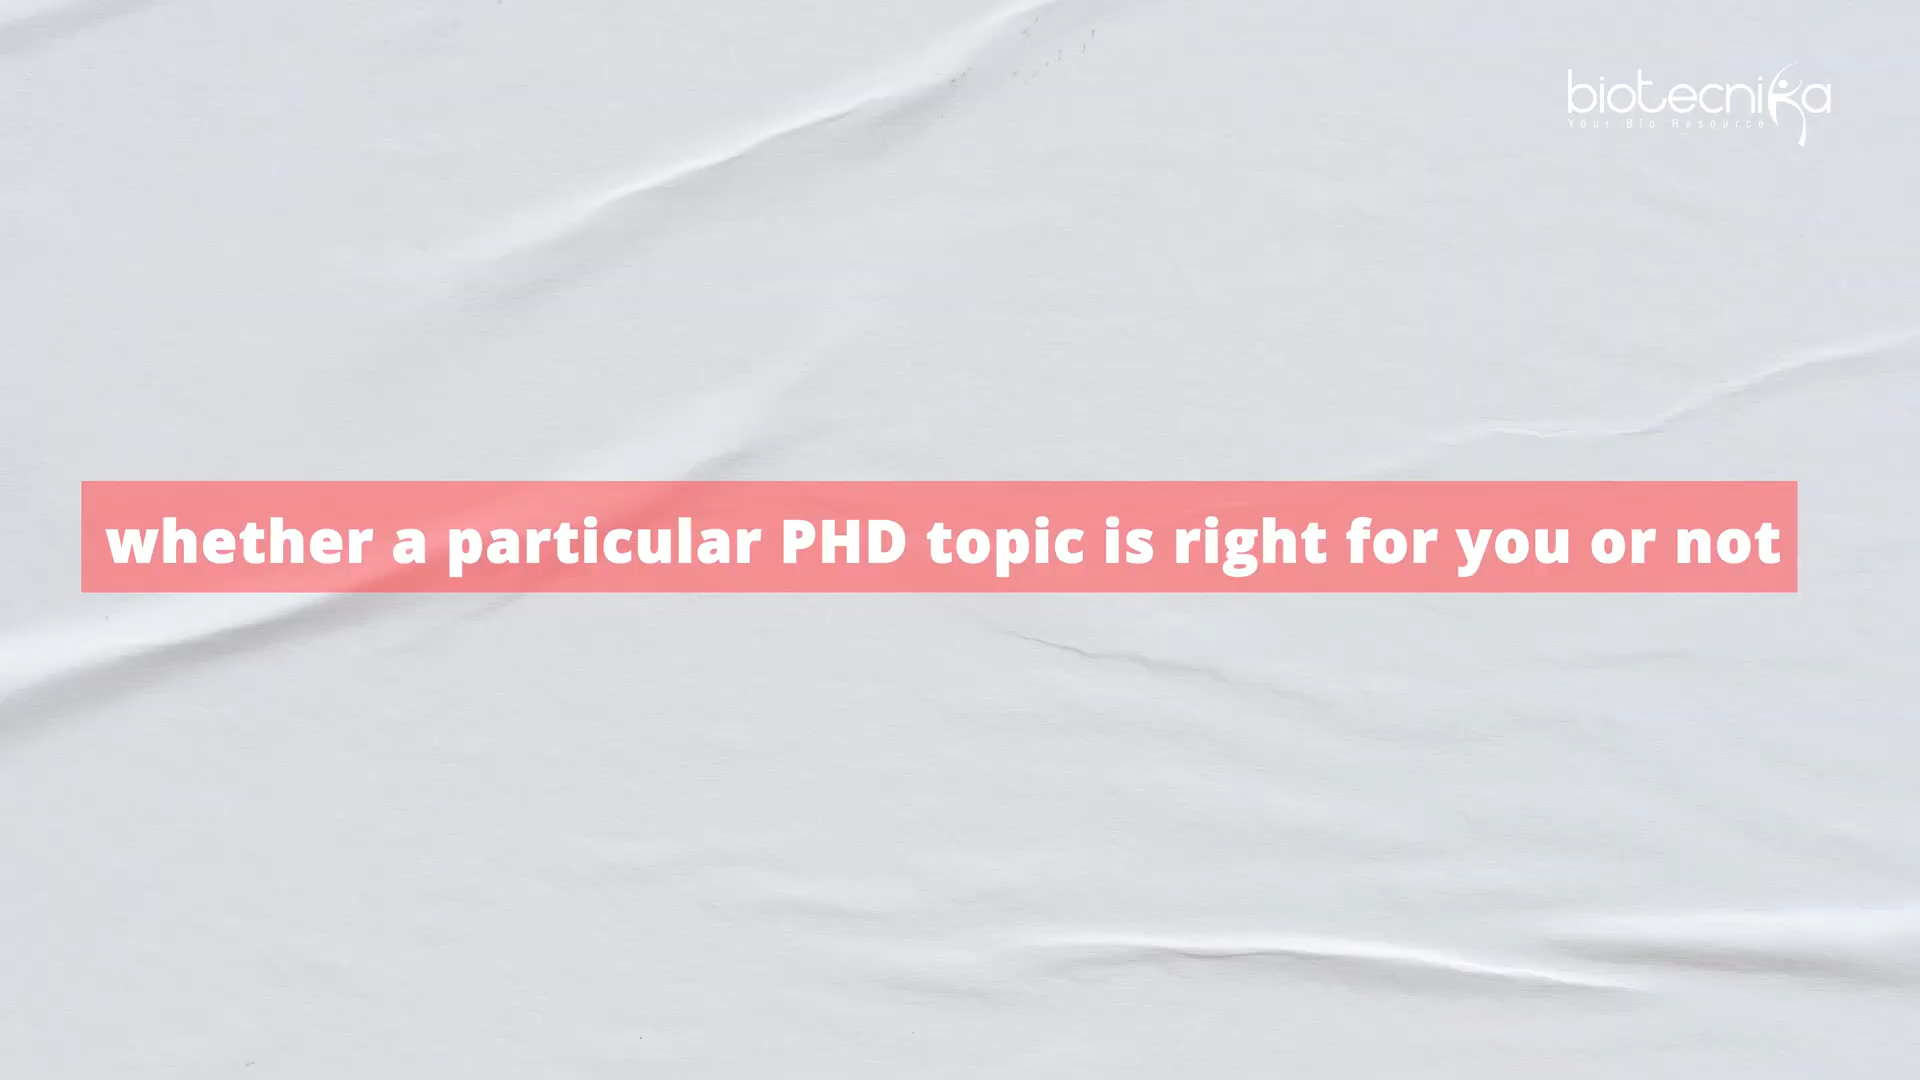 biotecnika
Your Bio Resource
whether a particular PHD topic is right for you or not